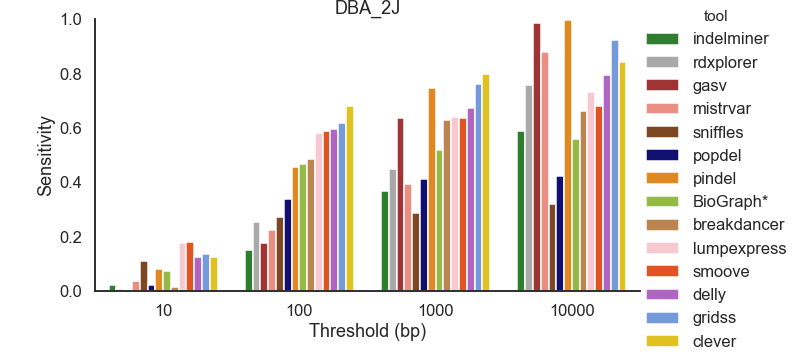 DBA_2J
Sensitivity
1.0
0.8
0.6
0.4
0.2
0.0
10
100
1000
10000
Threshold (bp)
tool
indelminer
rdxplorer
gasv
mistrvar
sniffles
popdel
pindel
BioGraph*
breakdancer
lumpexpress
smoove
delly
gridss
clever